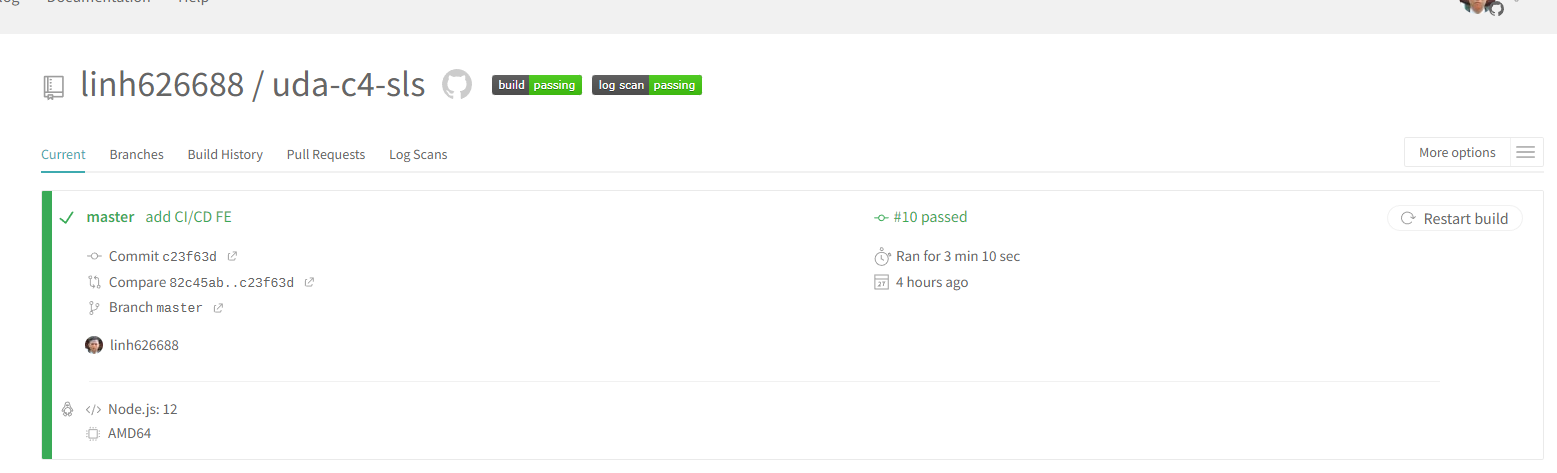 Documentation Help
linh626688 / uda-c4-sls
build passing log scan passing
Current Branches Build History Pull Requests Log Scans More options
master add CI/CD FE #10 passed Restart build
Commit c23f63d Ran for 3 min 10 sec
Compare 82c45ab..c23f63d 27 4 hours ago
Branch master
linh626688
</> Node.js: 12
AMD64